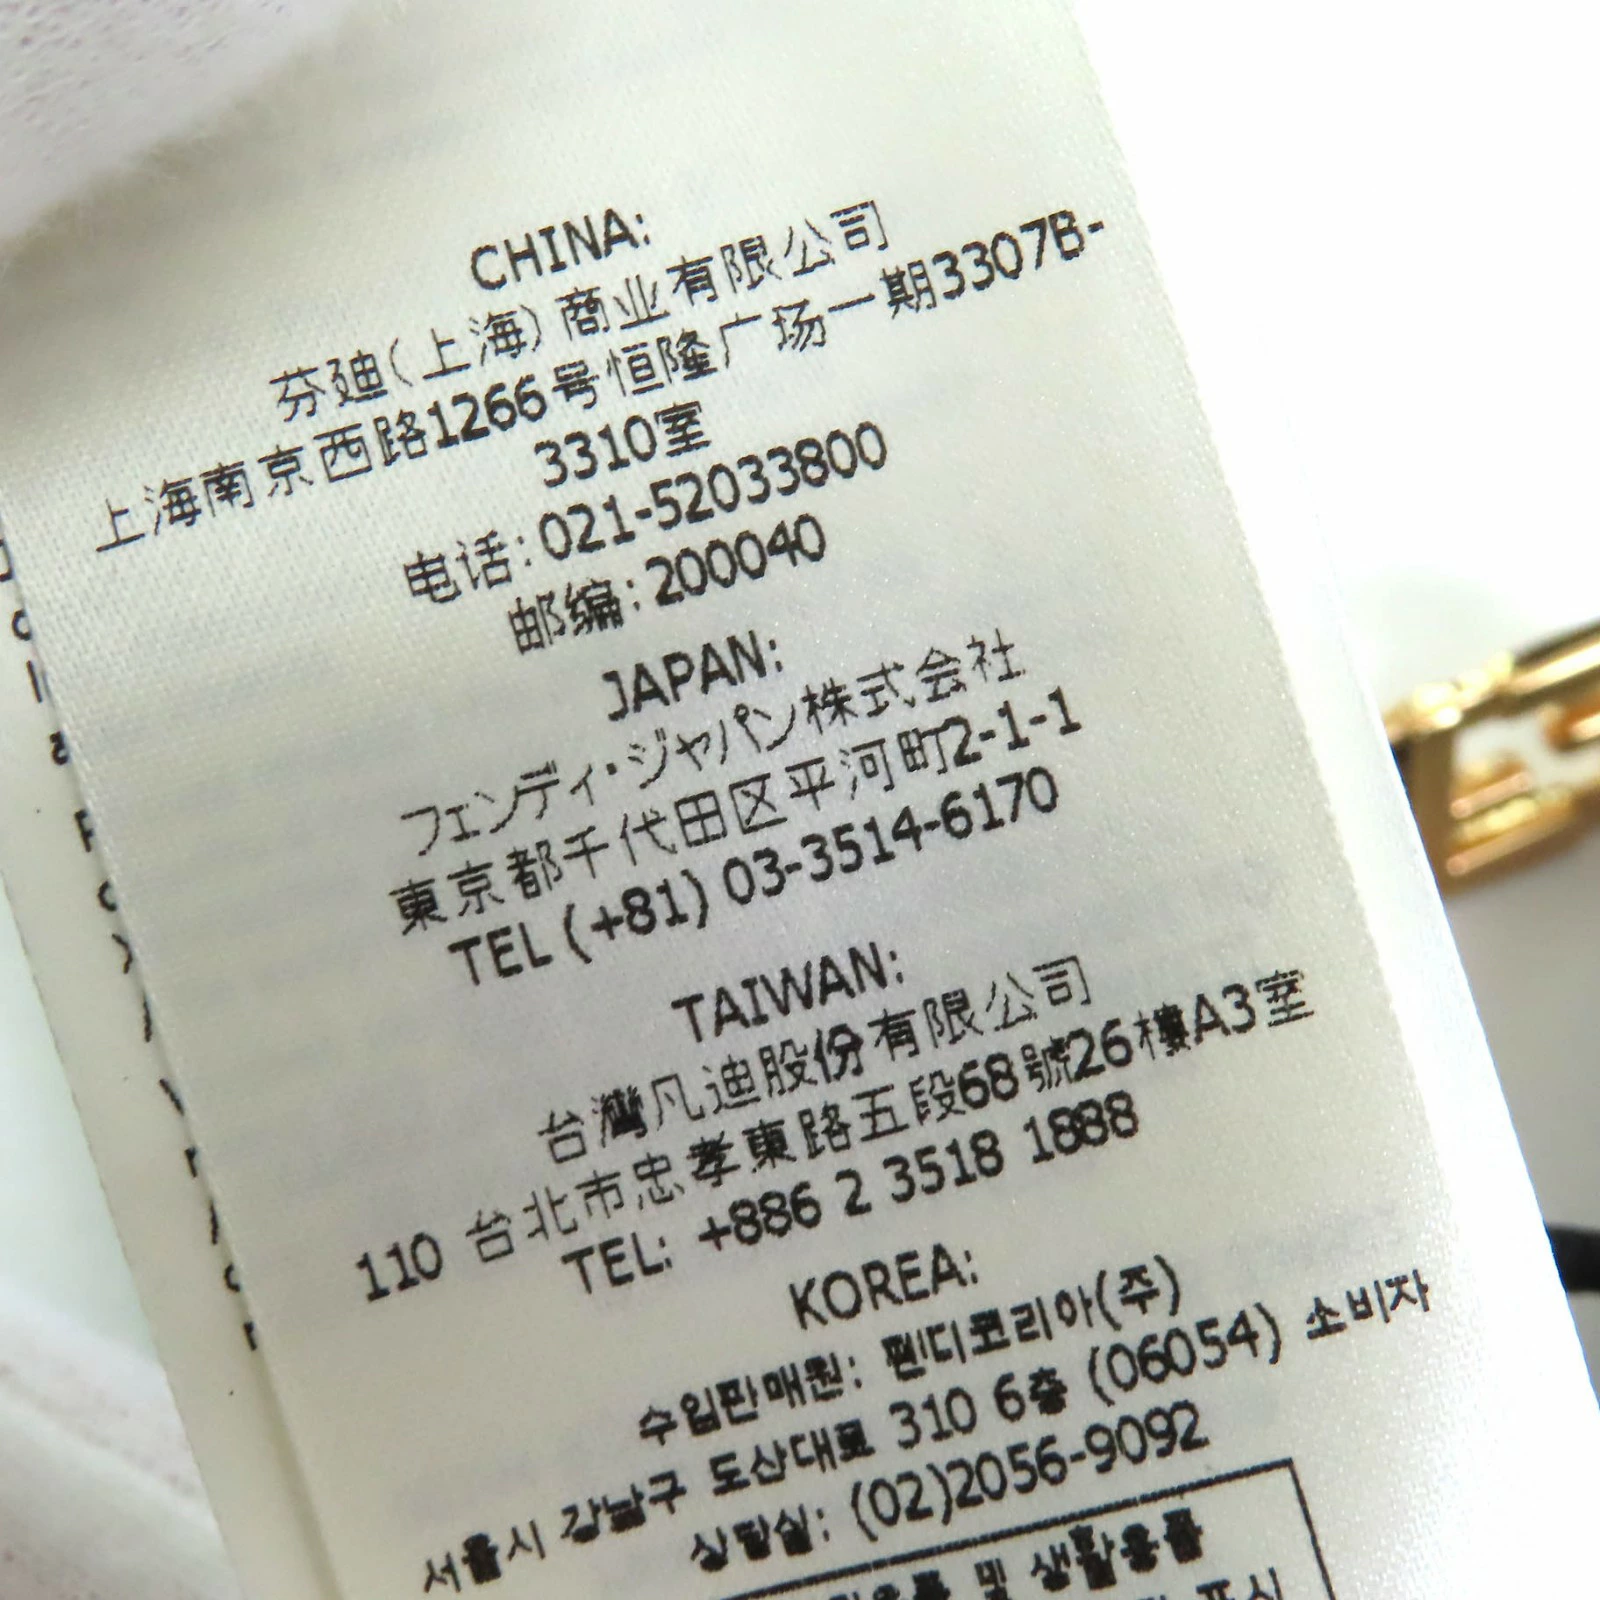 CHINA:
芬迪(上海)商业有限公司
上海南京西路1266号恒隆广场一期3307B-
3310室
电话:021-52033800
邮编:200040
JAPAN:
フェンディ・ジャパン株式会社
東京都千代田区平河町2-1-1
TEL (+81) 03-3514-6170
TAIWAN:
台灣凡迪股份有限公司
110 台北市忠孝東路五段68號26樓A3室
TEL: +886 2 3518 1888
KOREA:
수입판매원: 펜디코리아(주)
서울시 강남구 도산대로 310 6층 (06054) 소비자
상담실: (02)2056-9092
및 생활용품
표시